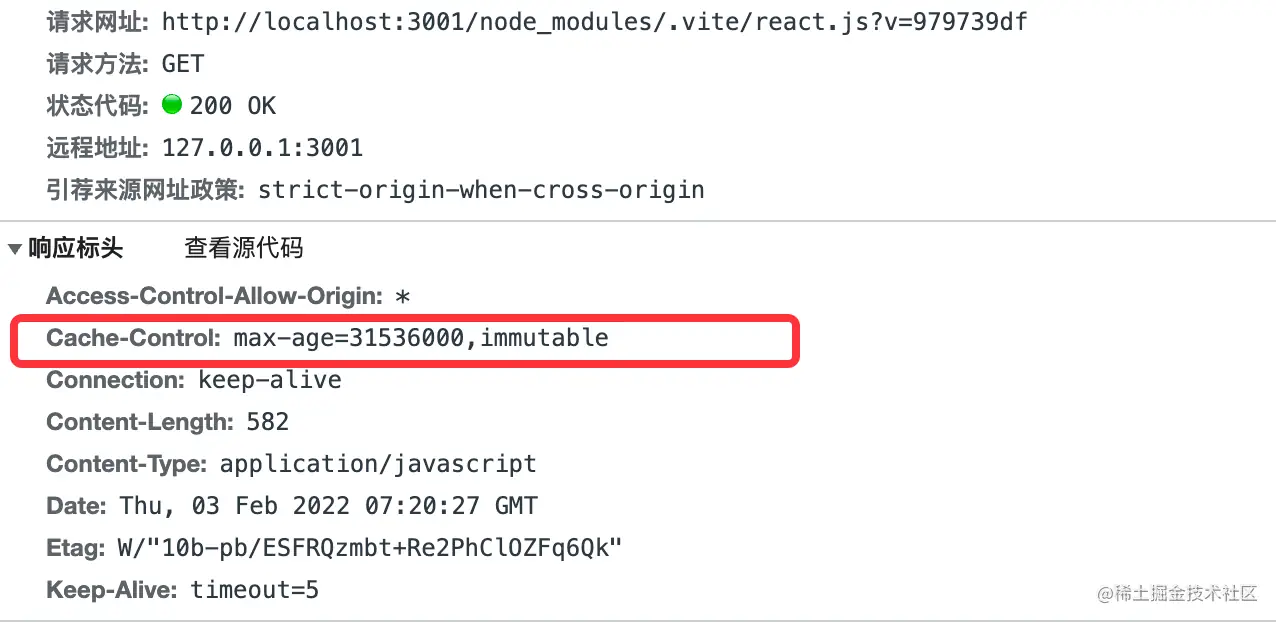 请求网址: http://localhost:3001/node_modules/.vite/react.js?v=979739df
请求方法: GET
状态代码: 200 OK
远程地址: 127.0.0.1:3001
引荐来源网址政策: strict-origin-when-cross-origin
响应标头 查看源代码
Access-Control-Allow-Origin: *
Cache-Control: max-age=31536000,immutable
Connection: keep-alive
Content-Length: 582
Content-Type: application/javascript
Date: Thu, 03 Feb 2022 07:20:27 GMT
Etag: W/"10b-pb/ESFRQzmbt+Re2PhClOZFq6Qk"
Keep-Alive: timeout=5
@稀土掘金技术社区